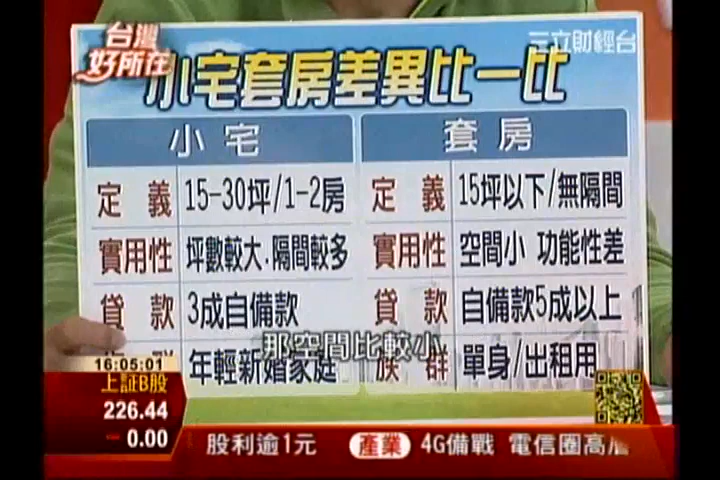 台灣
好所在
三立財經台
小宅套房差異比一比
小宅
套房
定義 15-30坪/1-2房
定義 15坪以下/無隔間
實用性 坪數較大.隔間較多
實用性 空間小 功能性差
貸款 3成自備款
貸款 自備款5成以上
年輕新婚家庭
族群 單身/出租用
那空間比較小
16:05:01
上証B股
226.44
0.00
股利逾1元 產業 4G備戰 電信圈高層